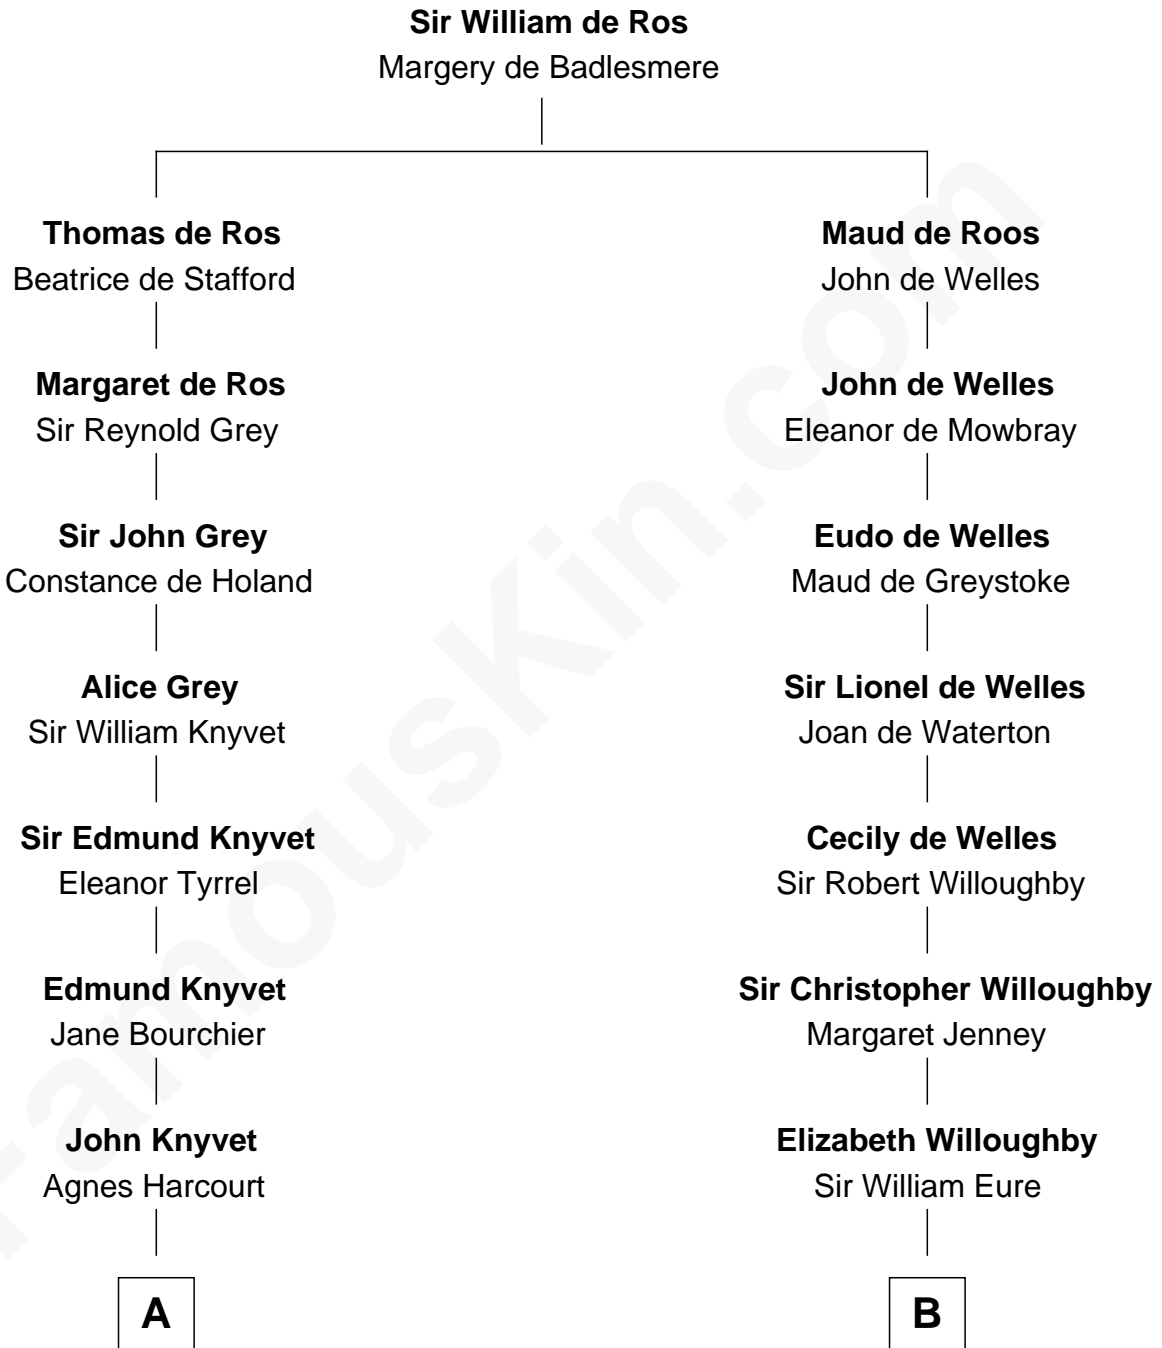 Sir William de Ros
Margery de Badlesmere
Thomas de Ros
Beatrice de Stafford
Margaret de Ros
Sir Reynold Grey
Sir John Grey
Constance de Holand
Alice Grey
Sir William Knyvet
Sir Edmund Knyvet
Eleanor Tyrrel
Edmund Knyvet
Jane Bourchier
John Knyvet
Agnes Harcourt
A
Maud de Roos
John de Welles
John de Welles
Eleanor de Mowbray
Eudo de Welles
Maud de Greystoke
Sir Lionel de Welles
Joan de Waterton
Cecily de Welles
Sir Robert Willoughby
Sir Christopher Willoughby
Margaret Jenney
Elizabeth Willoughby
Sir William Eure
B
FamousKin.com